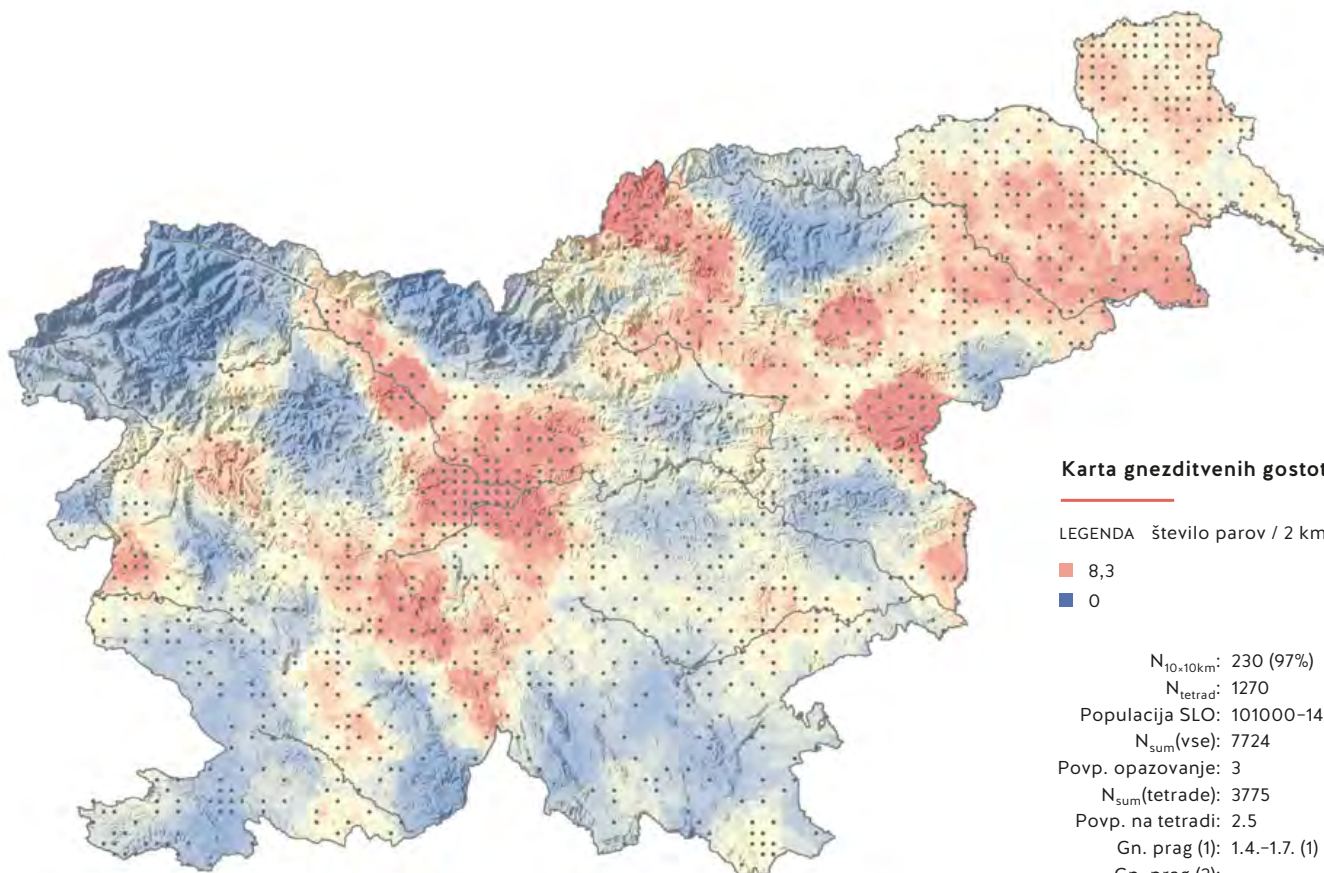 Karta gnezditvenih gostot
LEGENDA število parov / 2 km
8,3
0
N10×10km: 230 (97%)
Ntetrad: 1270
Populacija SLO: 101000–14
Nsum(vse): 7724
Povp. opazovanje: 3
Nsum(tetrade): 3775
Povp. na tetradi: 2.5
Gn. prag (1): 1.4.–1.7. (1)